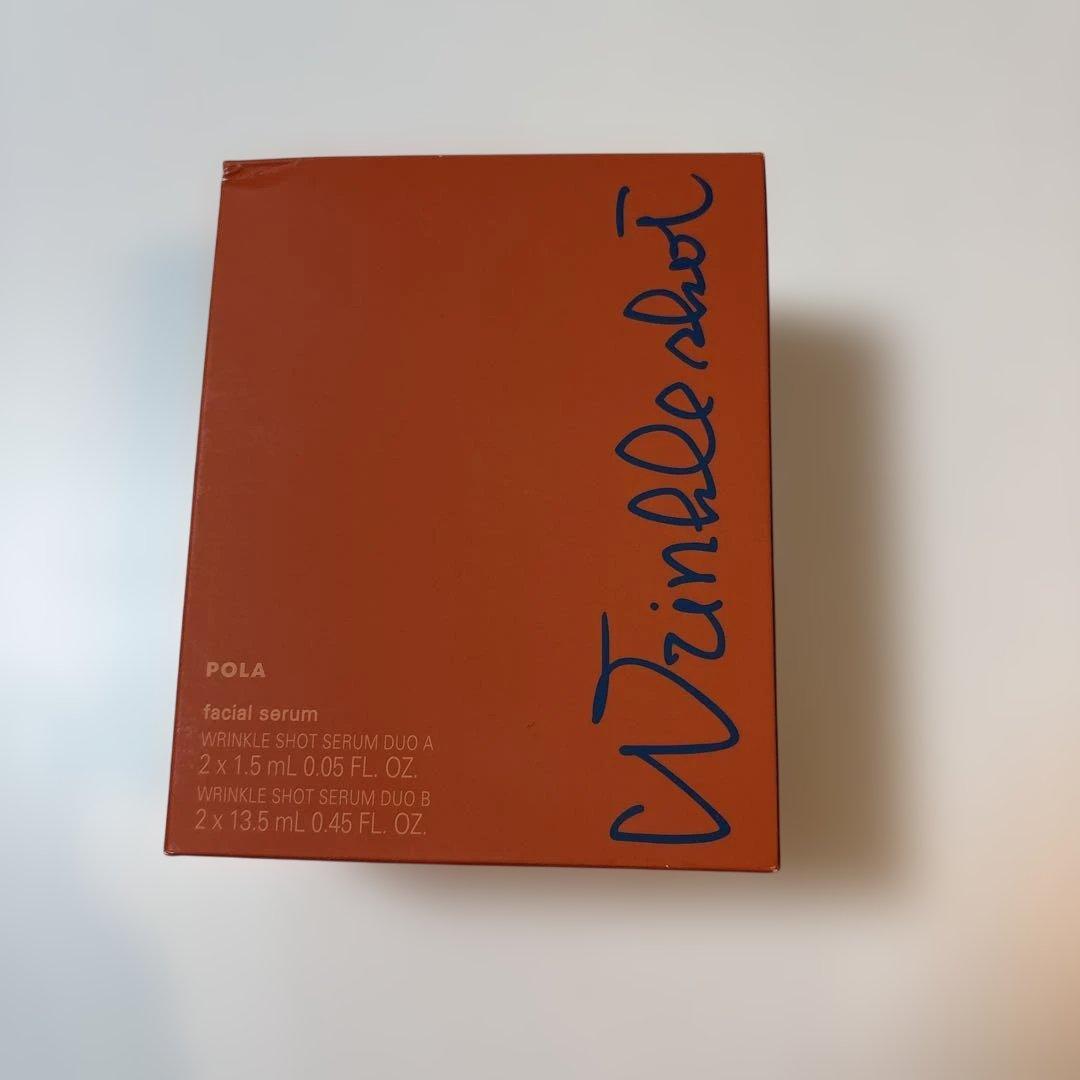 Wrinkle shot
POLA
facial serum
WRINKLE SHOT SERUM DUO A
2 x 1.5 mL 0.05 FL. OZ.
WRINKLE SHOT SERUM DUO B
2 x 13.5 mL 0.45 FL. OZ.